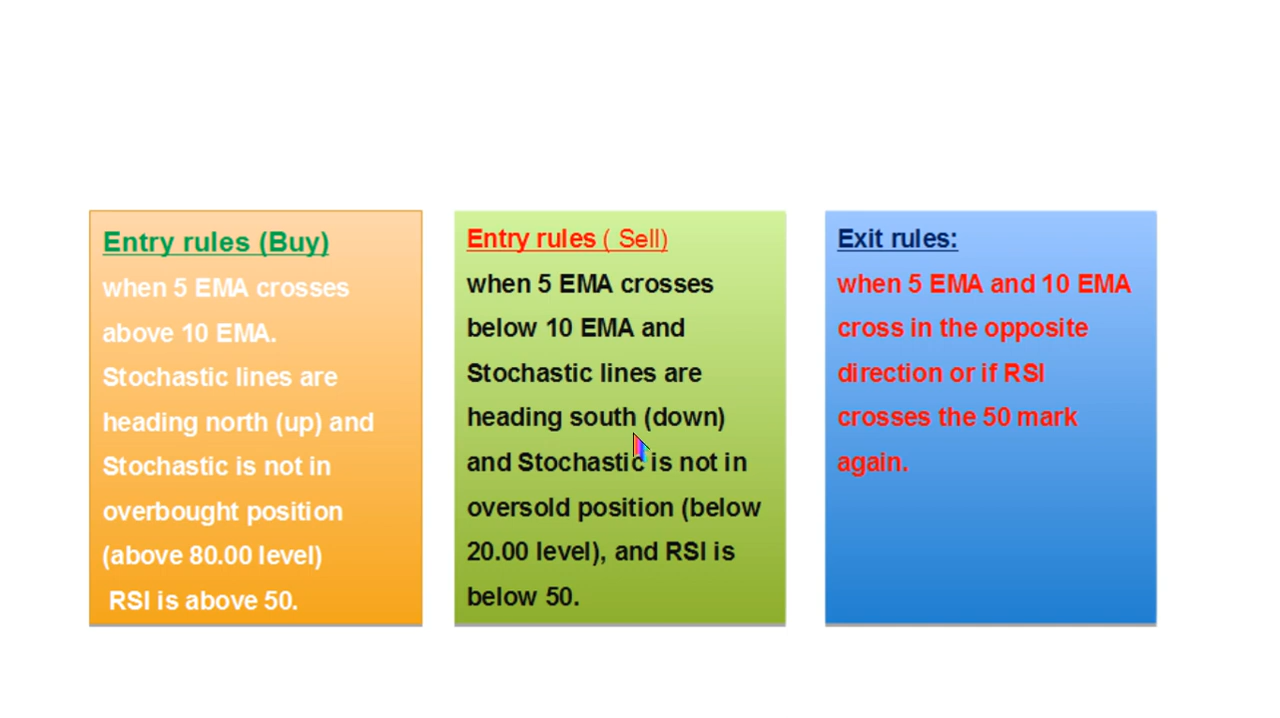 Entry rules (Buy)
when 5 EMA crosses
above 10 EMA.
Stochastic lines are
heading north (up) and
Stochastic is not in
overbought position
(above 80.00 level)
RSI is above 50.
Entry rules ( Sell)
when 5 EMA crosses
below 10 EMA and
Stochastic lines are
heading south (down)
and Stochastic is not in
oversold position (below
20.00 level), and RSI is
below 50.
Exit rules:
when 5 EMA and 10 EMA
cross in the opposite
direction or if RSI
crosses the 50 mark
again.